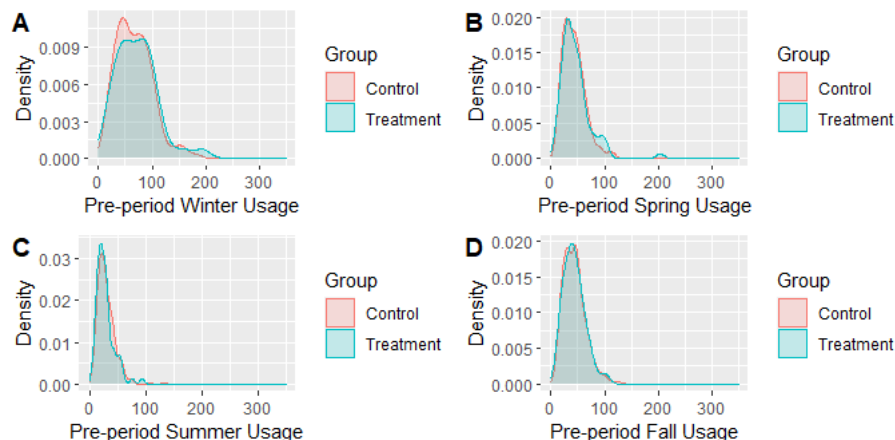 A
Density
0.009
0.006
0.003
0.000
0 100 200 300
Pre-period Winter Usage
Group
Control
Treatment
B
Density
0.020
0.015
0.010
0.005
0.000
0 100 200 300
Pre-period Spring Usage
Group
Control
Treatment
C
Density
0.03
0.02
0.01
0.00
0 100 200 300
Pre-period Summer Usage
Group
Control
Treatment
D
Density
0.020
0.015
0.010
0.005
0.000
0 100 200 300
Pre-period Fall Usage
Group
Control
Treatment